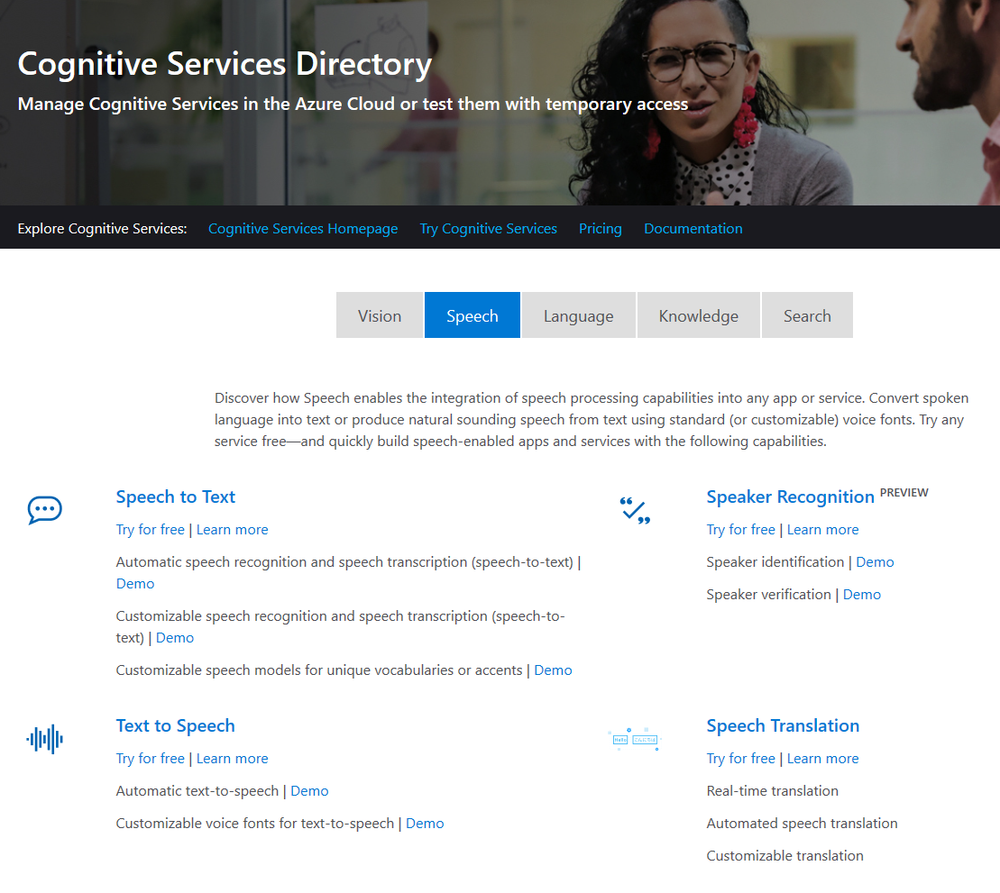 Cognitive Services Directory
Manage Cognitive Services in the Azure Cloud or test them with temporary access
Explore Cognitive Services: Cognitive Services Homepage Try Cognitive Services Pricing Documentation
Vision Speech Language Knowledge Search
Discover how Speech enables the integration of speech processing capabilities into any app or service. Convert spoken
language into text or produce natural sounding speech from text using standard (or customizable) voice fonts. Try any
service free—and quickly build speech-enabled apps and services with the following capabilities.
Speech to Text
Try for free | Learn more
Automatic speech recognition and speech transcription (speech-to-text) |
Demo
Customizable speech recognition and speech transcription (speech-to-
text) | Demo
Customizable speech models for unique vocabularies or accents | Demo
Speaker Recognition PREVIEW
Try for free | Learn more
Speaker identification | Demo
Speaker verification | Demo
Text to Speech
Try for free | Learn more
Automatic text-to-speech | Demo
Customizable voice fonts for text-to-speech | Demo
Hello こんにちは
Speech Translation
Try for free | Learn more
Real-time translation
Automated speech translation
Customizable translation